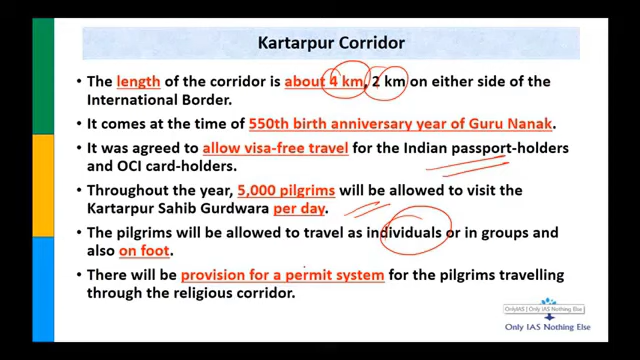 Kartarpur Corridor
The length of the corridor is about 4 km, 2 km on either side of the
International Border.
It comes at the time of 550th birth anniversary year of Guru Nanak.
It was agreed to allow visa-free travel for the Indian passport-holders
and OCI card-holders.
Throughout the year, 5,000 pilgrims will be allowed to visit the
Kartarpur Sahib Gurdwara per day.
The pilgrims will be allowed to travel as individuals or in groups and
also on foot.
There will be provision for a permit system for the pilgrims travelling
through the religious corridor.
OnlyIAS | Only IAS Nothing Else
Only IAS Nothing Else